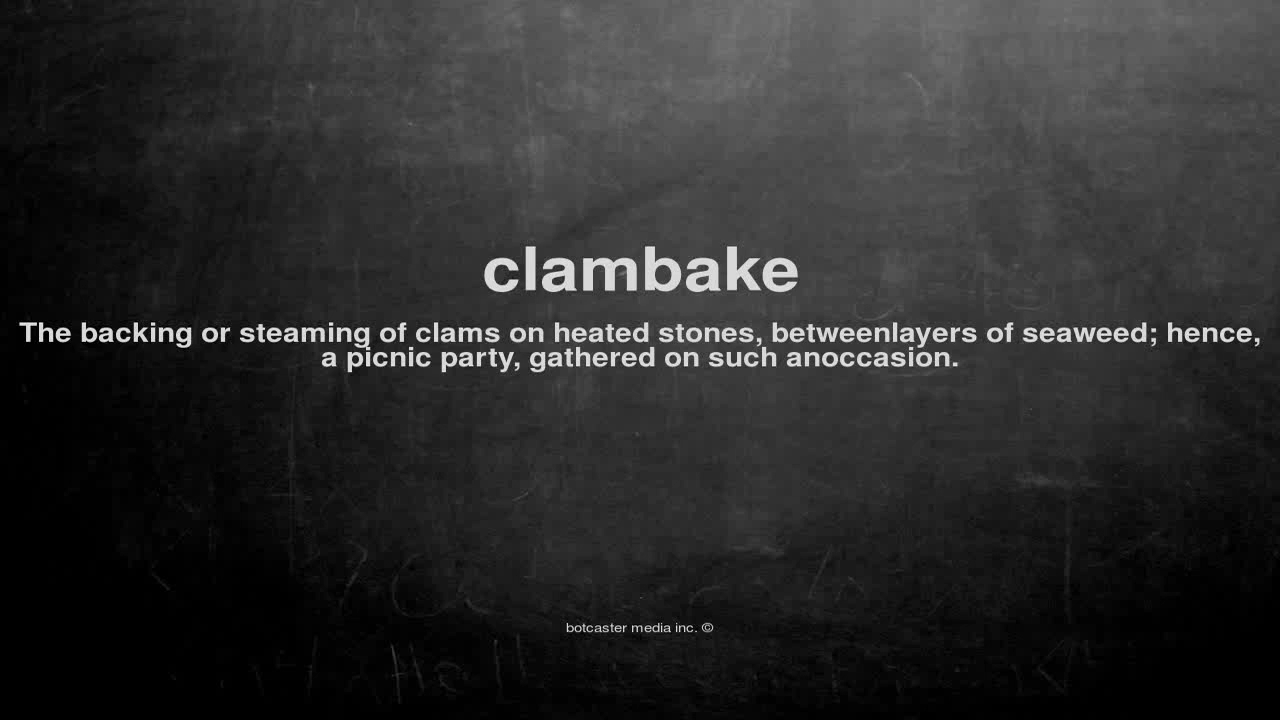 clambake
The backing or steaming of clams on heated stones, betweenlayers of seaweed; hence,
a picnic party, gathered on such anoccasion.
botcaster media inc. ©